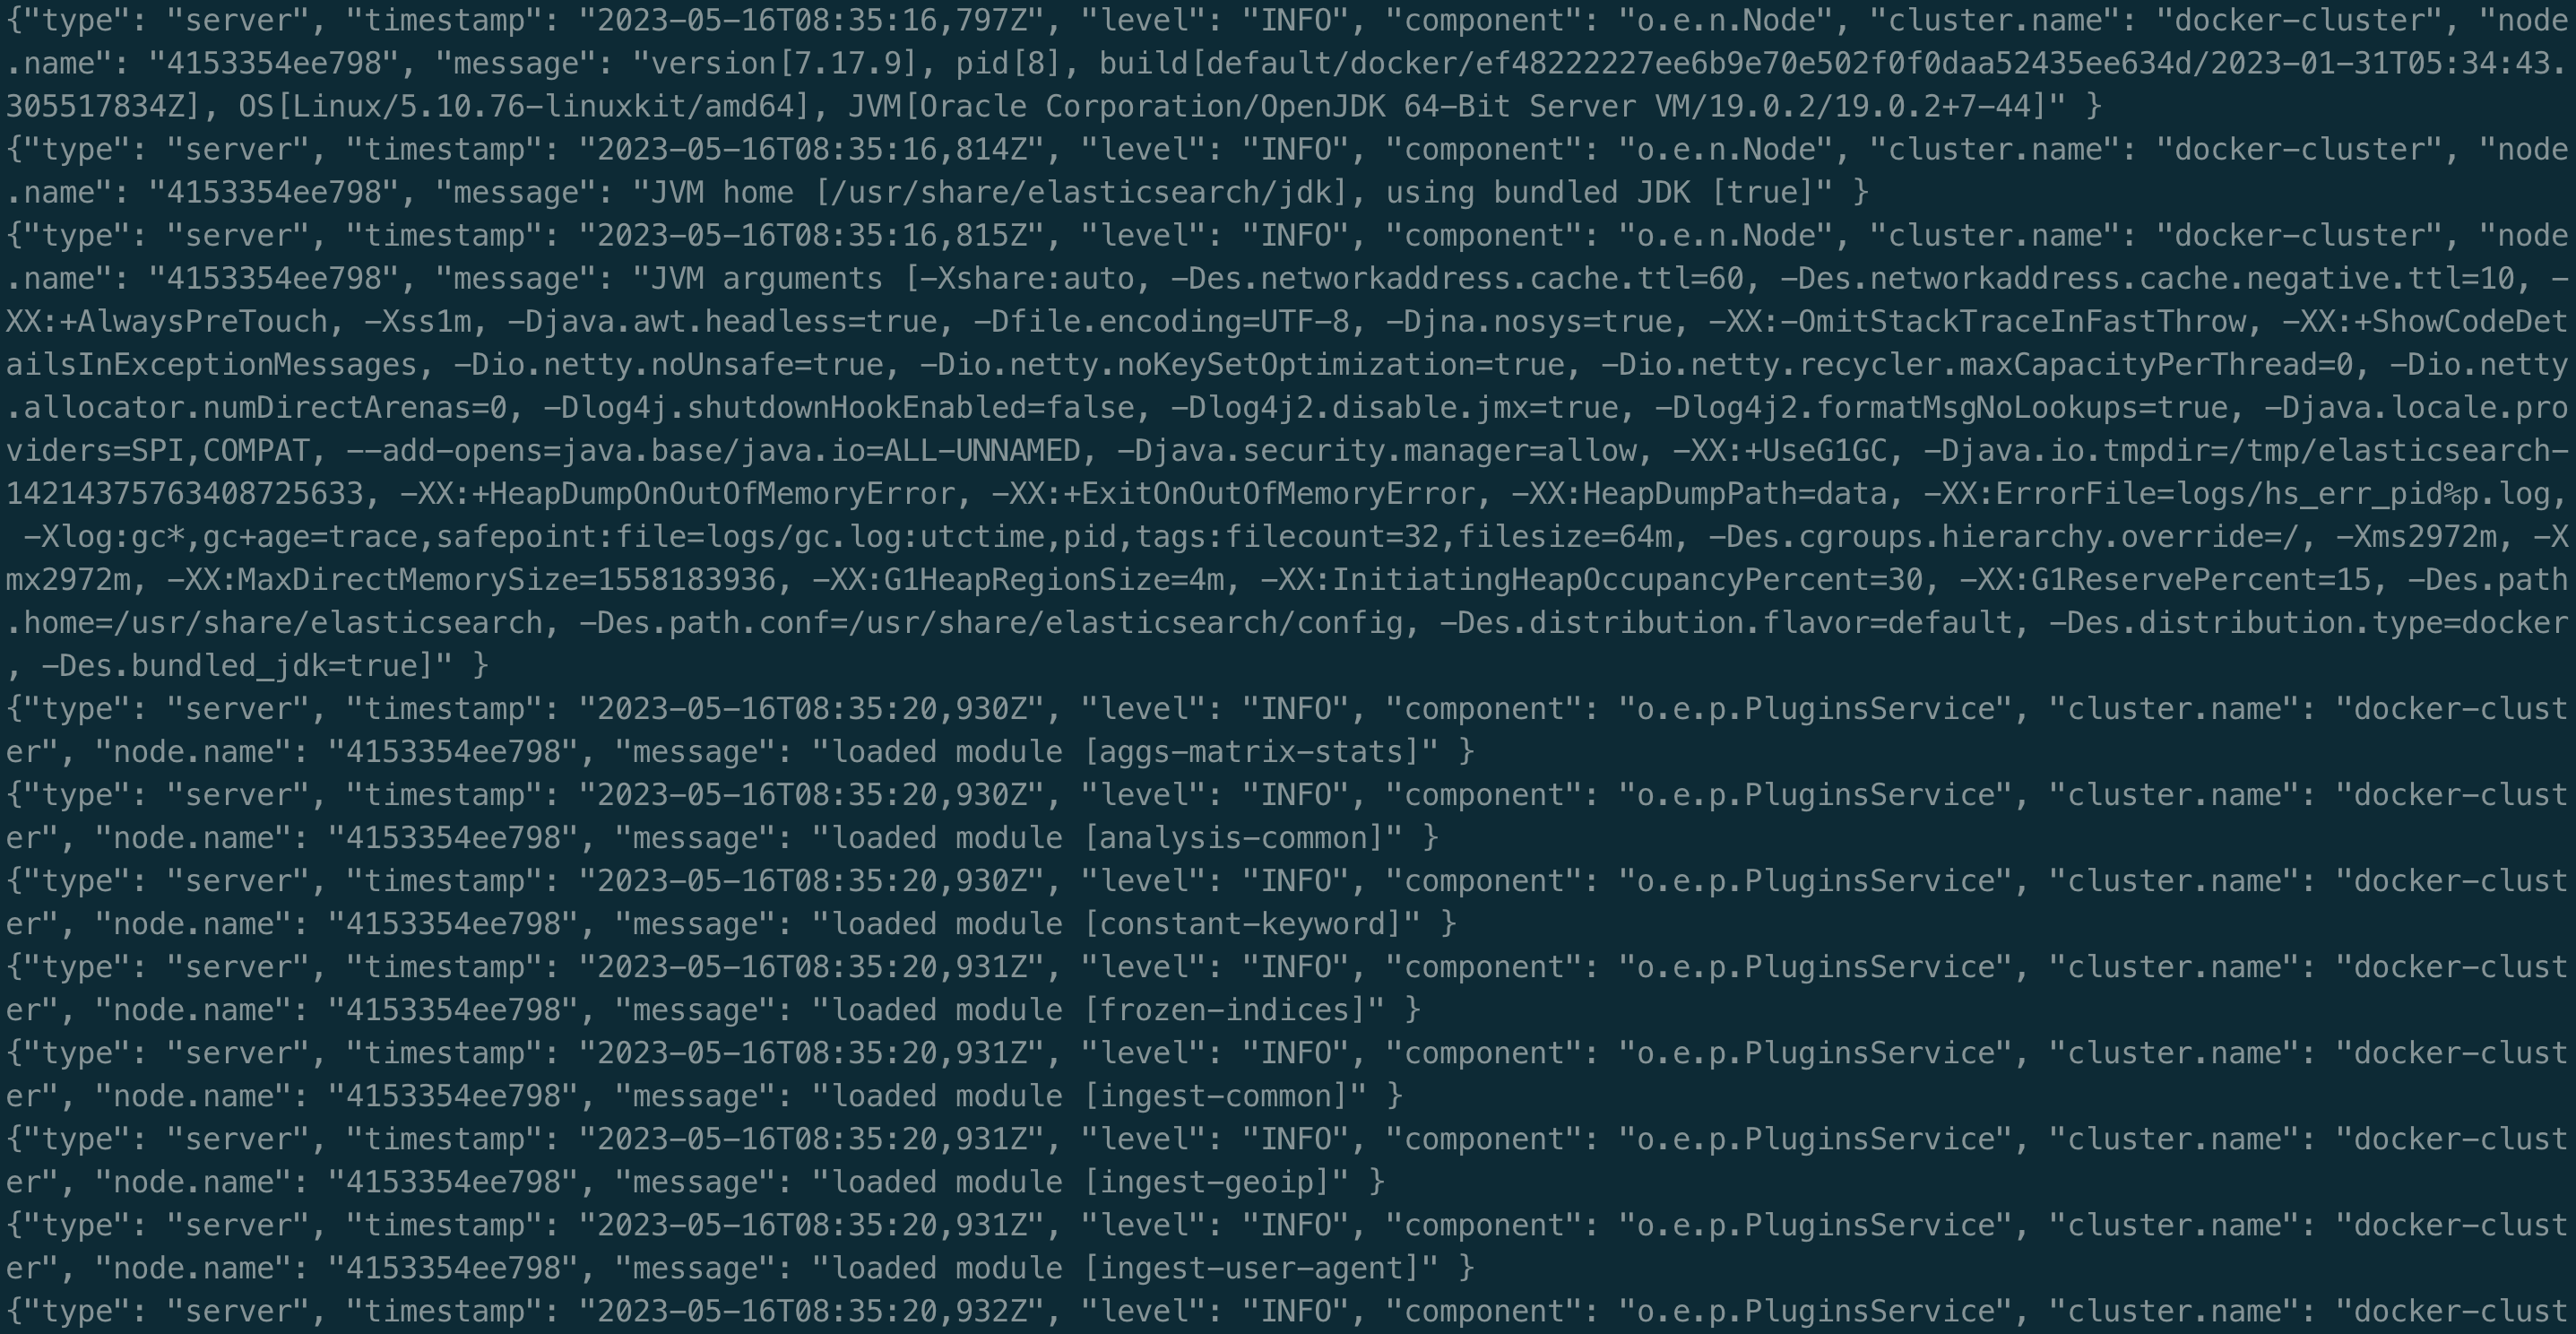 {"type": "server", "timestamp": "2023-05-16T08:35:16,797Z", "level": "INFO", "component": "o.e.n.Node", "cluster.name": "docker-cluster", "node
.name": "4153354ee798", "message": "version[7.17.9], pid[8], build[default/docker/ef48222227ee6b9e70e502f0f0daa52435ee634d/2023-01-31T05:34:43.
305517834Z], OS[Linux/5.10.76-linuxkit/amd64], JVM[Oracle Corporation/OpenJDK 64-Bit Server VM/19.0.2/19.0.2+7-44]" }
{"type": "server", "timestamp": "2023-05-16T08:35:16,814Z", "level": "INFO", "component": "o.e.n.Node", "cluster.name": "docker-cluster", "node
.name": "4153354ee798", "message": "JVM home [/usr/share/elasticsearch/jdk], using bundled JDK [true]" }
{"type": "server", "timestamp": "2023-05-16T08:35:16,815Z", "level": "INFO", "component": "o.e.n.Node", "cluster.name": "docker-cluster", "node
.name": "4153354ee798", "message": "JVM arguments [-Xshare:auto, -Des.networkaddress.cache.ttl=60, -Des.networkaddress.cache.negative.ttl=10, -
XX:+AlwaysPreTouch, -Xss1m, -Djava.awt.headless=true, -Dfile.encoding=UTF-8, -Djna.nosys=true, -XX:-OmitStackTraceInFastThrow, -XX:+ShowCodeDet
ailsInExceptionMessages, -Dio.netty.noUnsafe=true, -Dio.netty.noKeySetOptimization=true, -Dio.netty.recycler.maxCapacityPerThread=0, -Dio.netty
.allocator.numDirectArenas=0, -Dlog4j.shutdownHookEnabled=false, -Dlog4j2.disable.jmx=true, -Dlog4j2.formatMsgNoLookups=true, -Djava.locale.pro
viders=SPI,COMPAT, --add-opens=java.base/java.io=ALL-UNNAMED, -Djava.security.manager=allow, -XX:+UseG1GC, -Djava.io.tmpdir=/tmp/elasticsearch-
14214375763408725633, -XX:+HeapDumpOnOutOfMemoryError, -XX:+ExitOnOutOfMemoryError, -XX:HeapDumpPath=data, -XX:ErrorFile=logs/hs_err_pid%p.log,
 -Xlog:gc*,gc+age=trace,safepoint:file=logs/gc.log:utctime,pid,tags:filecount=32,filesize=64m, -Des.cgroups.hierarchy.override=/, -Xms2972m, -X
mx2972m, -XX:MaxDirectMemorySize=1558183936, -XX:G1HeapRegionSize=4m, -XX:InitiatingHeapOccupancyPercent=30, -XX:G1ReservePercent=15, -Des.path
.home=/usr/share/elasticsearch, -Des.path.conf=/usr/share/elasticsearch/config, -Des.distribution.flavor=default, -Des.distribution.type=docker
, -Des.bundled_jdk=true]" }
{"type": "server", "timestamp": "2023-05-16T08:35:20,930Z", "level": "INFO", "component": "o.e.p.PluginsService", "cluster.name": "docker-clust
er", "node.name": "4153354ee798", "message": "loaded module [aggs-matrix-stats]" }
{"type": "server", "timestamp": "2023-05-16T08:35:20,930Z", "level": "INFO", "component": "o.e.p.PluginsService", "cluster.name": "docker-clust
er", "node.name": "4153354ee798", "message": "loaded module [analysis-common]" }
{"type": "server", "timestamp": "2023-05-16T08:35:20,930Z", "level": "INFO", "component": "o.e.p.PluginsService", "cluster.name": "docker-clust
er", "node.name": "4153354ee798", "message": "loaded module [constant-keyword]" }
{"type": "server", "timestamp": "2023-05-16T08:35:20,931Z", "level": "INFO", "component": "o.e.p.PluginsService", "cluster.name": "docker-clust
er", "node.name": "4153354ee798", "message": "loaded module [frozen-indices]" }
{"type": "server", "timestamp": "2023-05-16T08:35:20,931Z", "level": "INFO", "component": "o.e.p.PluginsService", "cluster.name": "docker-clust
er", "node.name": "4153354ee798", "message": "loaded module [ingest-common]" }
{"type": "server", "timestamp": "2023-05-16T08:35:20,931Z", "level": "INFO", "component": "o.e.p.PluginsService", "cluster.name": "docker-clust
er", "node.name": "4153354ee798", "message": "loaded module [ingest-geoip]" }
{"type": "server", "timestamp": "2023-05-16T08:35:20,931Z", "level": "INFO", "component": "o.e.p.PluginsService", "cluster.name": "docker-clust
er", "node.name": "4153354ee798", "message": "loaded module [ingest-user-agent]" }
{"type": "server", "timestamp": "2023-05-16T08:35:20,932Z", "level": "INFO", "component": "o.e.p.PluginsService", "cluster.name": "docker-clust